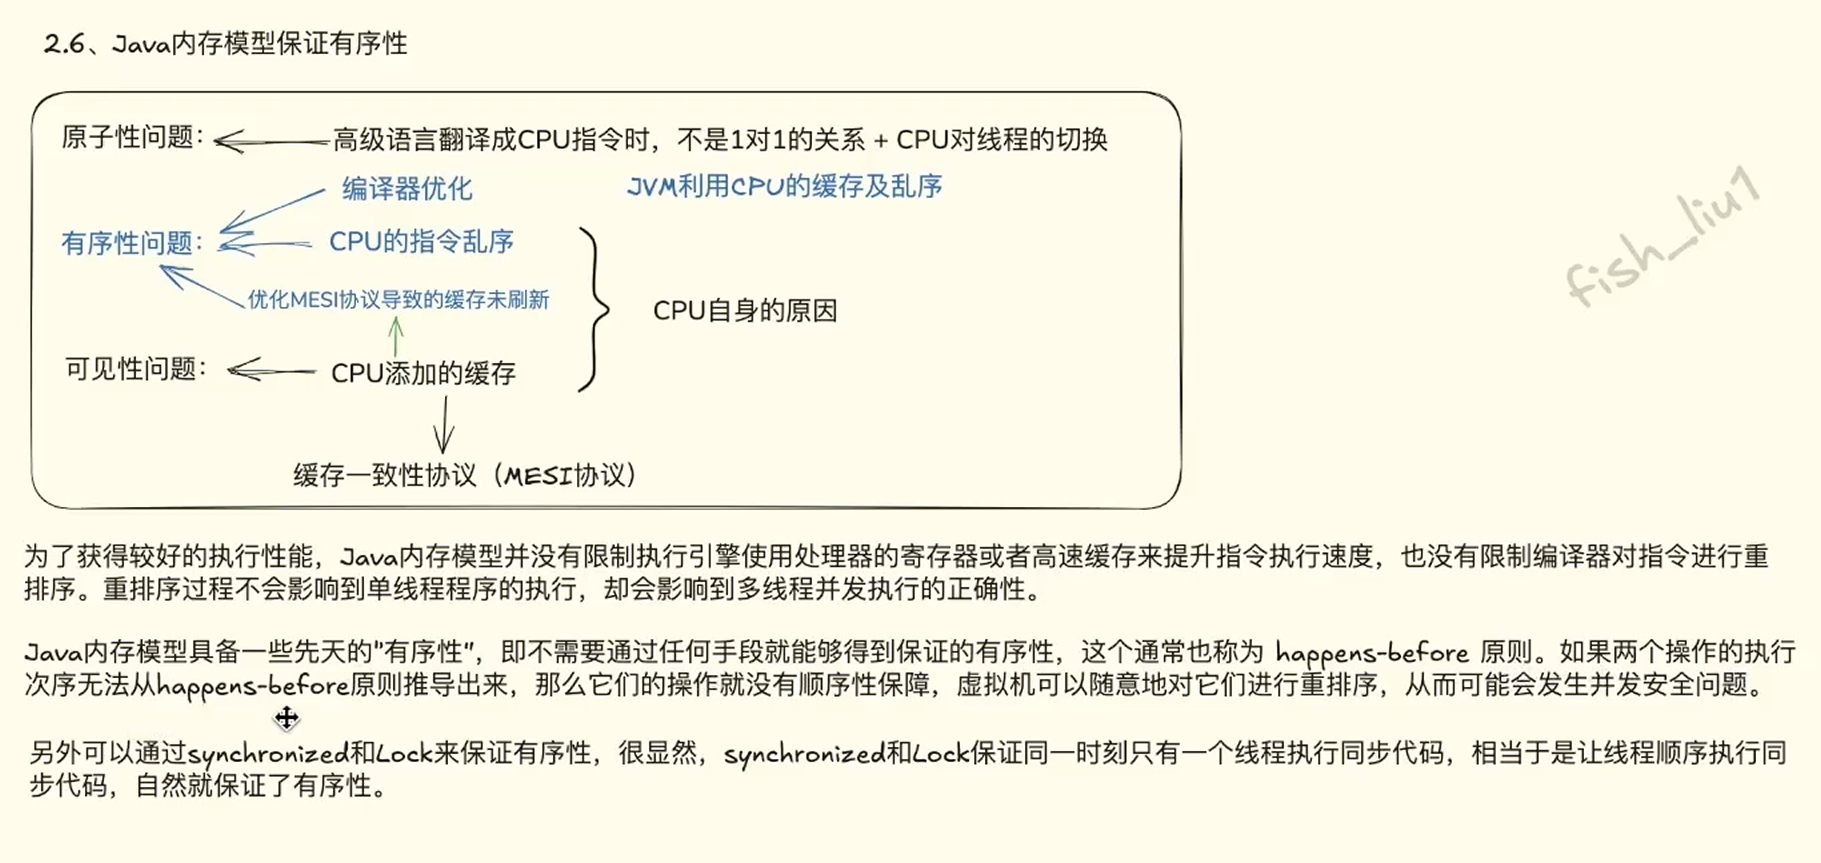 2.6、Java内存模型保证有序性
原子性问题：
高级语言翻译成CPU指令时，不是1对1的关系 + CPU对线程的切换
编译器优化
JVM利用CPU的缓存及乱序
有序性问题：
CPU的指令乱序
优化MESI协议导致的缓存未刷新
CPU自身的原因
可见性问题：
CPU添加的缓存
缓存一致性协议（MESI协议）
fish_liu1
为了获得较好的执行性能，Java内存模型并没有限制执行引擎使用处理器的寄存器或者高速缓存来提升指令执行速度，也没有限制编译器对指令进行重
排序。重排序过程不会影响到单线程程序的执行，却会影响到多线程并发执行的正确性。
Java内存模型具备一些先天的"有序性"，即不需要通过任何手段就能够得到保证的有序性，这个通常也称为 happens-before 原则。如果两个操作的执行
次序无法从happens-before原则推导出来，那么它们的操作就没有顺序性保障，虚拟机可以随意地对它们进行重排序，从而可能会发生并发安全问题。
另外可以通过synchronized和Lock来保证有序性，很显然，synchronized和Lock保证同一时刻只有一个线程执行同步代码，相当于是让线程顺序执行同
步代码，自然就保证了有序性。